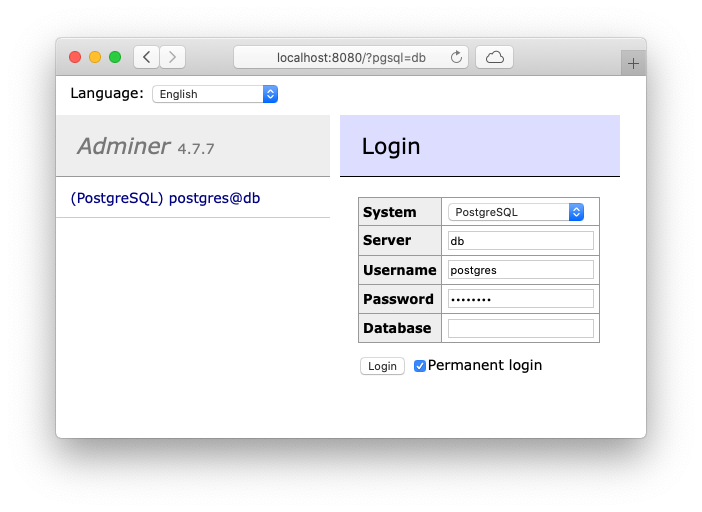 localhost:8080/?pgsql=db
Language: English
Adminer 4.7.7
(PostgreSQL) postgres@db
Login
System PostgreSQL
Server db
Username postgres
Password ••••••••
Database
Login Permanent login